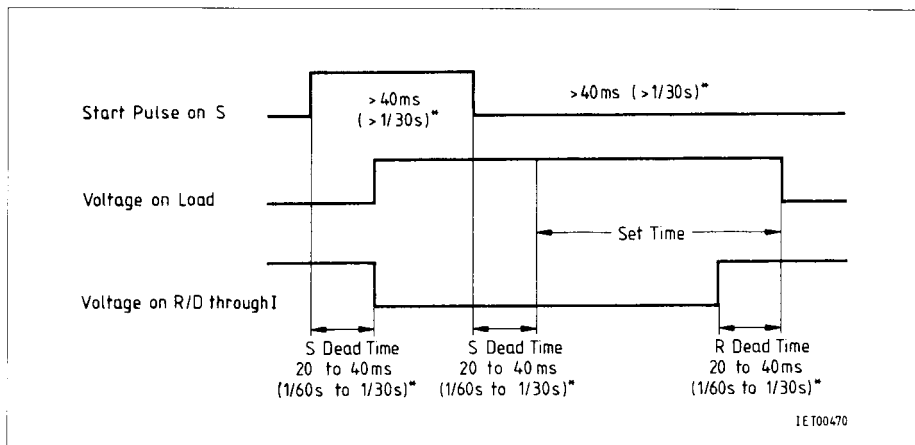 Start Pulse on S
>40ms
(>1/30s)*
>40ms (>1/30s)*
Voltage on Load
Set Time
Voltage on R/D through I
S Dead Time
20 to 40ms
(1/60s to 1/30s)*
S Dead Time
20 to 40ms
(1/60s to 1/30s)*
R Dead Time
20 to 40ms
(1/60s to 1/30s)*
IET00470